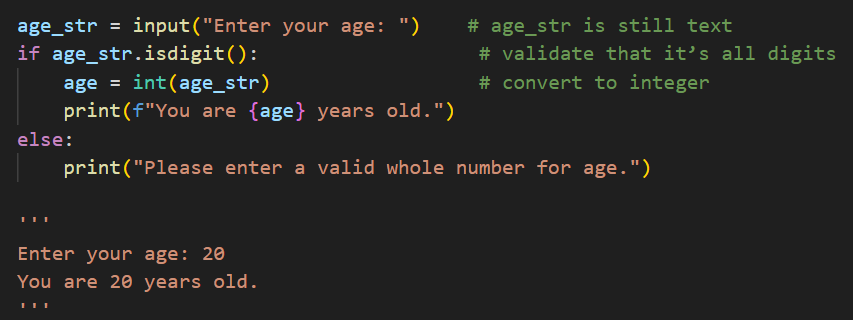 age_str = input("Enter your age: ")    # age_str is still text
if age_str.isdigit():                   # validate that it’s all digits
    age = int(age_str)                  # convert to integer
    print(f"You are {age} years old.")
else:
    print("Please enter a valid whole number for age.")

'''
Enter your age: 20
You are 20 years old.
'''